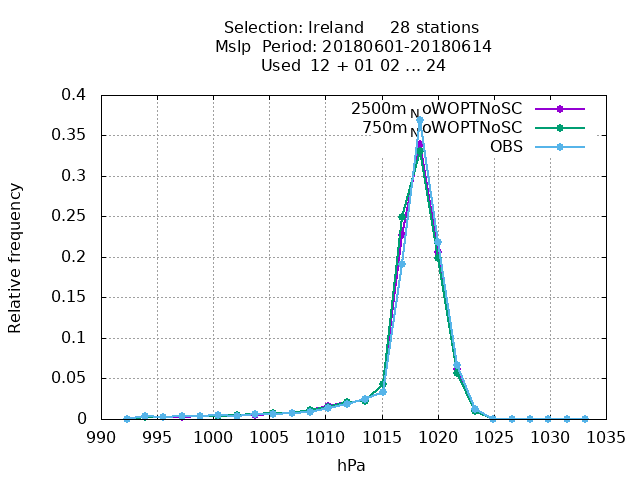 Selection: Ireland     28 stations
Mslp  Period: 20180601-20180614
Used  12 + 01 02 ... 24
Relative frequency
0.4
0.35
0.3
0.25
0.2
0.15
0.1
0.05
0
2500m NoWOPTNoSC
750m NoWOPTNoSC
OBS
990 995 1000 1005 1010 1015 1020 1025 1030 1035
hPa